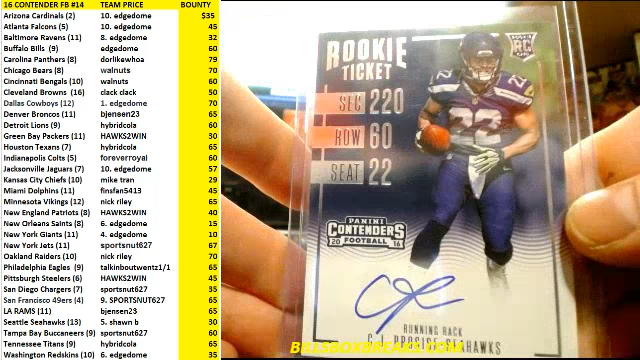 16 CONTENDER FB #14 TEAM PRICE BOUNTY
Arizona Cardinals (2) 10. edgedome $35
Atlanta Falcons (5) 10. edgedome 45
Baltimore Ravens (11) 8. edgedome 32
Buffalo Bills (9) edgedome 60
Carolina Panthers (8) dorlikewhoa 79
Chicago Bears (8) walnuts 70
Cincinnati Bengals (10) walnuts 60
Cleveland Browns (16) clack clack 50
Dallas Cowboys (12) 1. edgedome 70
Denver Broncos (11) bjensen23 65
Detroit Lions (9) hybridcola 60
Green Bay Packers (11) HAWKS2WIN 30
Houston Texas (7) hybridcola 65
Indianapolis Colts (5) foreverroyal 60
Jacksonville Jaguars (7) 10. edgedome 57
Kansas City Chiefs (10) mike tran 29
Miami Dolphins (11) finsfan5413 45
Minnesota Vikings (12) nick riley 65
New England Patriots (8) HAWKS2WIN 40
New Orleans Saints (8) 6. edgedome 15
New York Giants (11) 4. edgedome 10
New York Jets (11) sportsnut627 67
Oakland Raiders (10) nick riley 70
Philadelphia Eagles (9) talkinboutwentz1/1 65
Pittsburgh Steelers (6) HAWKS2WIN 45
San Diego Chargers (7) sportsnut627 35
San Francisco 49ers (4) 9. SPORTSNUT627 65
LA RAMS (11) bjensen23 65
Seattle Seahawks (13) 5. shawn b 30
Tampa Bay Buccaneers (9) sportsnut627 60
Tennessee Titans (9) hybridcola 65
Washington Redskins (10) 6. edgedome 35
ROOKIE
TICKET
RC
SEC 220
ROW 60
SEAT 22
22
PANINI
CONTENDERS
20 FOOTBALL 16
RUNNING BACK
C.J. PROSISE SEAHAWKS
BILLSBOXBREAKS.COM